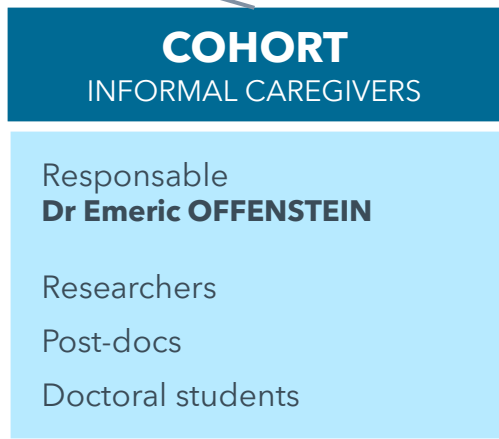 COHORT
INFORMAL CAREGIVERS
Responsable
Dr Emeric OFFENSTEIN
Researchers
Post-docs
Doctoral students